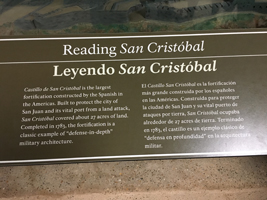 Reading San Cristóbal
Leyendo San Cristóbal
Castillo de San Cristóbal is the largest
fortification constructed by the Spanish in
the Americas. Built to protect the city of
San Juan and its vital port from a land attack,
San Cristóbal covered about 27 acres of land.
Completed in 1783, the fortification is a
classic example of "defense-in-depth"
military architecture.
El Castillo San Cristóbal es la fortificación
más grande construida por los españoles
en las Américas. Construida para proteger
la ciudad de San Juan y su vital puerto de
ataques por tierra, San Cristóbal ocupaba
alrededor de 27 acres de tierra. Terminado
en 1783, el castillo es un ejemplo clásico de
"defensa en profundidad" en la arquitectura
militar.